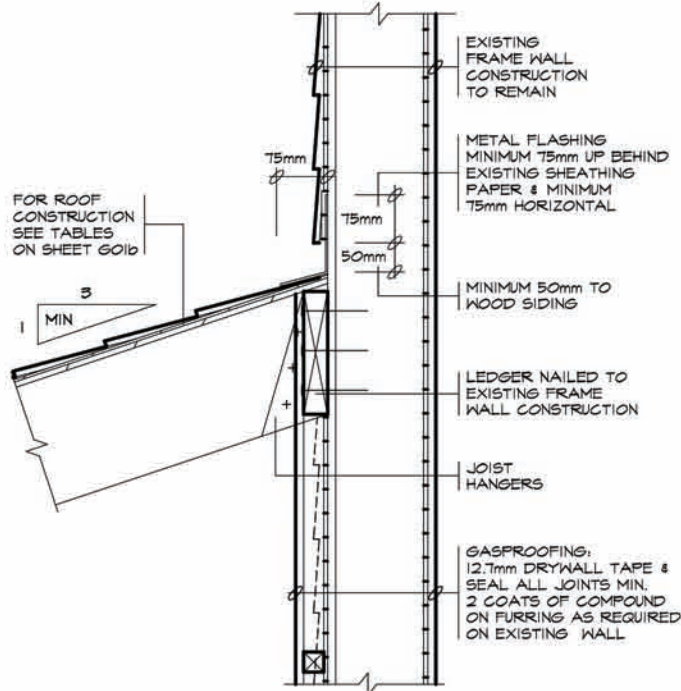 EXISTING
FRAME WALL
CONSTRUCTION
TO REMAIN
75mm
METAL FLASHING
MINIMUM 75mm UP BEHIND
EXISTING SHEATHING
PAPER & MINIMUM
75mm HORIZONTAL
FOR ROOF
CONSTRUCTION
SEE TABLES
ON SHEET G01b
75mm
50mm
3
1
MIN
MINIMUM 50mm TO
WOOD SIDING
LEDGER NAILED TO
EXISTING FRAME
WALL CONSTRUCTION
JOIST
HANGERS
GASPROOFING:
12.7mm DRYWALL TAPE &
SEAL ALL JOINTS MIN.
2 COATS OF COMPOUND
ON FURRING AS REQUIRED
ON EXISTING WALL